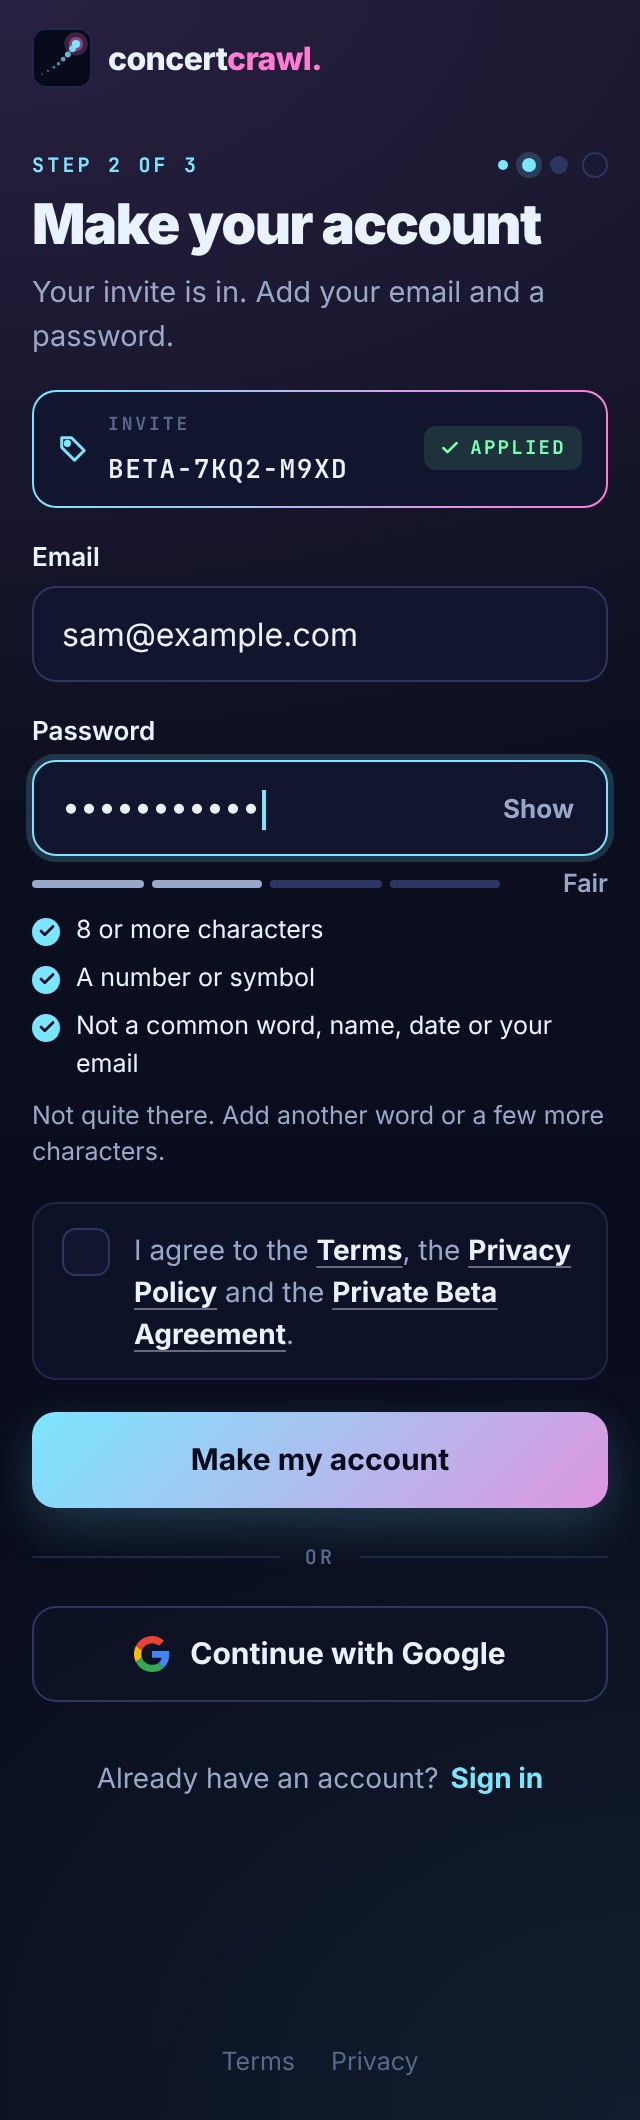 concertcrawl.
STEP 2 OF 3
Make your account
Your invite is in. Add your email and a
password.
INVITE
BETA-7KQ2-M9XD
APPLIED
Email
sam@example.com
Password
•••••••••••
Show
Fair
8 or more characters
A number or symbol
Not a common word, name, date or your
email
Not quite there. Add another word or a few more
characters.
I agree to the Terms, the Privacy
Policy and the Private Beta
Agreement.
Make my account
OR
Continue with Google
Already have an account? Sign in
Terms Privacy